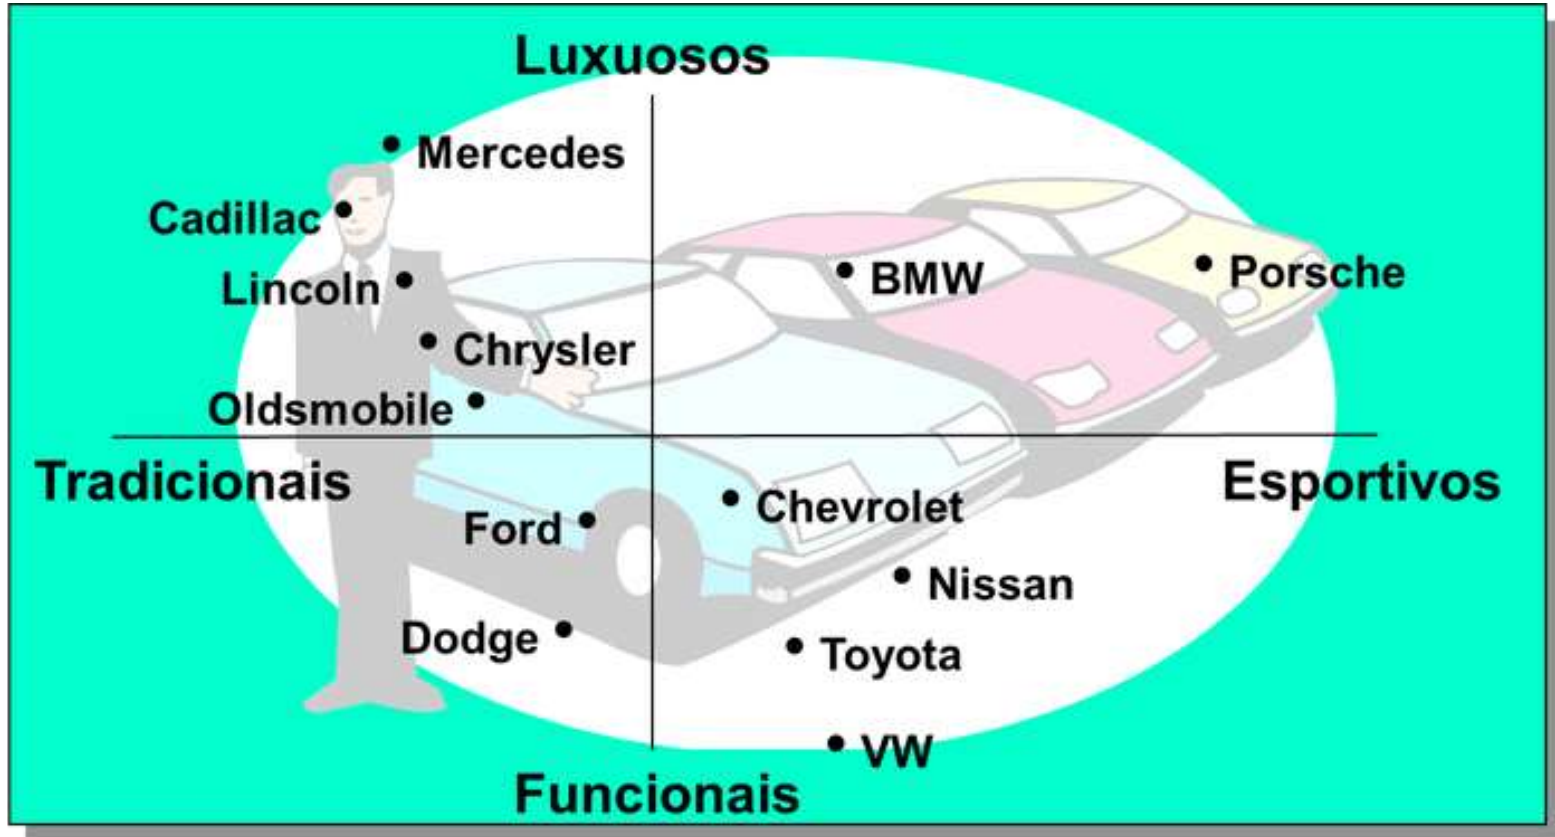 Luxuosos
Mercedes
Cadillac
Lincoln
BMW
Porsche
Chrysler
Oldsmobile
Tradicionais
Esportivos
Ford
Chevrolet
Nissan
Dodge
Toyota
VW
Funcionais